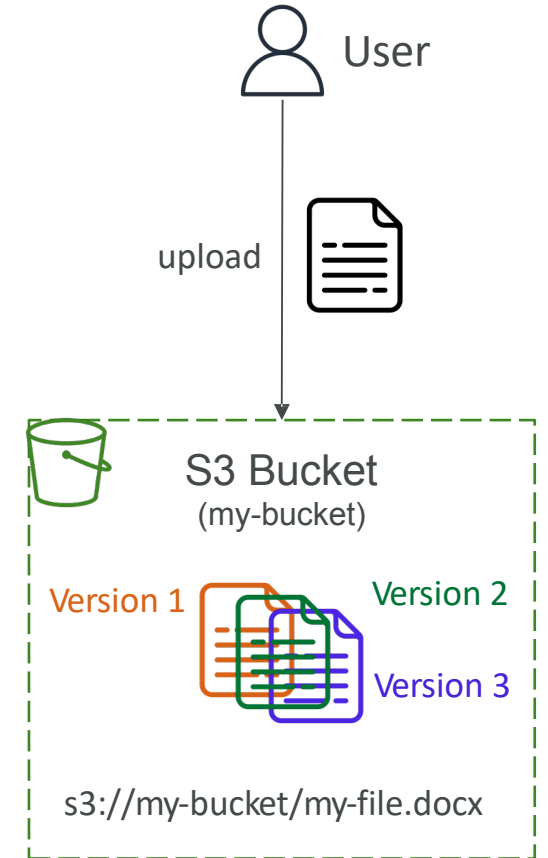 User
upload
S3 Bucket
(my-bucket)
Version 1
Version 2
Version 3
s3://my-bucket/my-file.docx